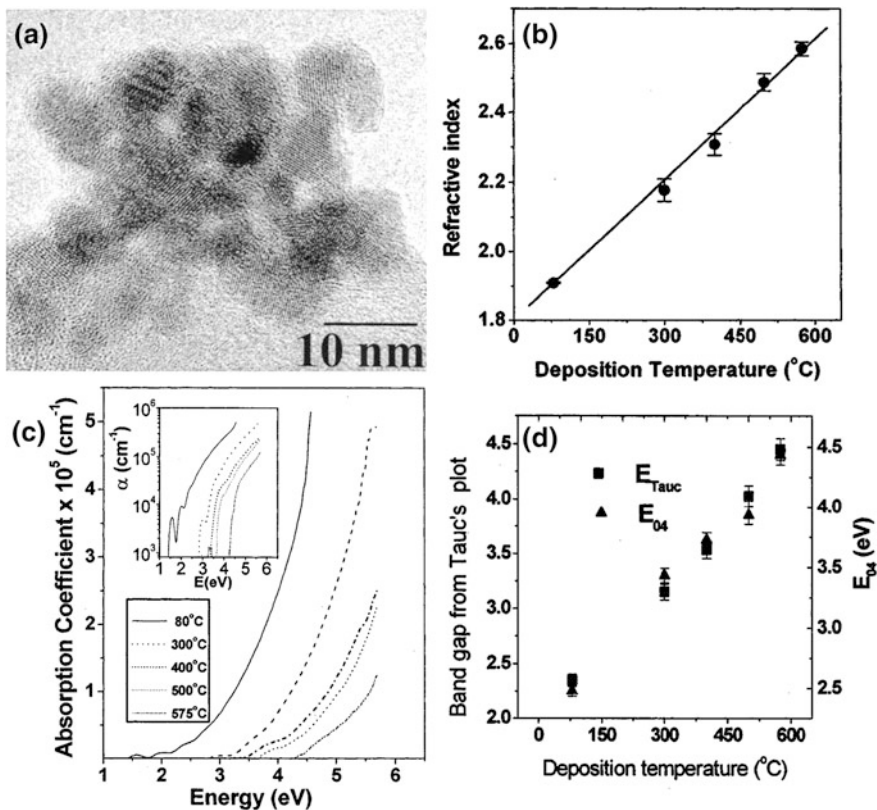 (a)
10 nm
(b)
Refractive index
2.6
2.4
2.2
2.0
1.8
0 150 300 450 600
Deposition Temperature (°C)
(c)
Absorption Coefficient x 10⁵ (cm⁻¹)
5
4
3
2
1
1 2 3 4 5 6
Energy (eV)
α (cm⁻¹)
10⁶
10⁵
10⁴
10³
1 2 3 4 5 6 7
E(eV)
80°C
300°C
400°C
500°C
575°C
(d)
Band gap from Tauc's plot
4.5
4.0
3.5
3.0
2.5
2.0
E_Tauc
E₀₄
4.5
4.0
3.5
3.0
2.5
E₀₄ (eV)
0 150 300 450 600
Deposition temperature (°C)